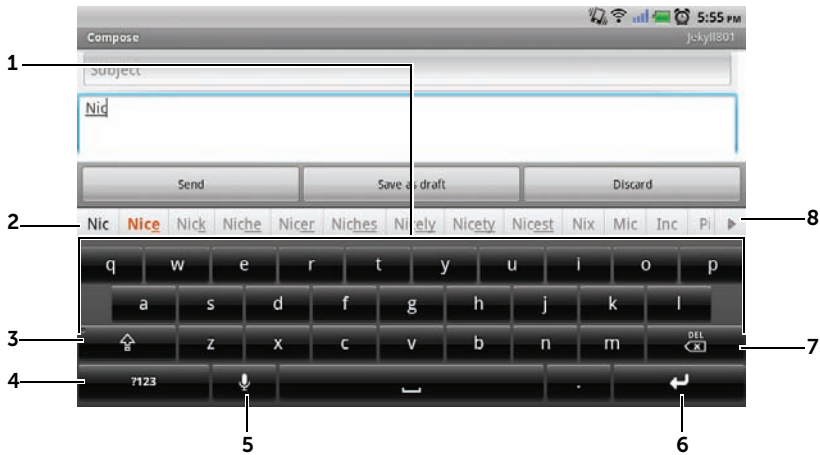 5:55 PM
Compose Jekyll801
1
Subject
Nic
Send Save as draft Discard
2 Nic Nice Nick Niche Nicer Niches Nicely Nicety Nicest Nix Mic Inc Pi 8
q w e r t y u i o p
a s d f g h j k l
3 z x c v b n m DEL 7
4 ?123 .
5 6